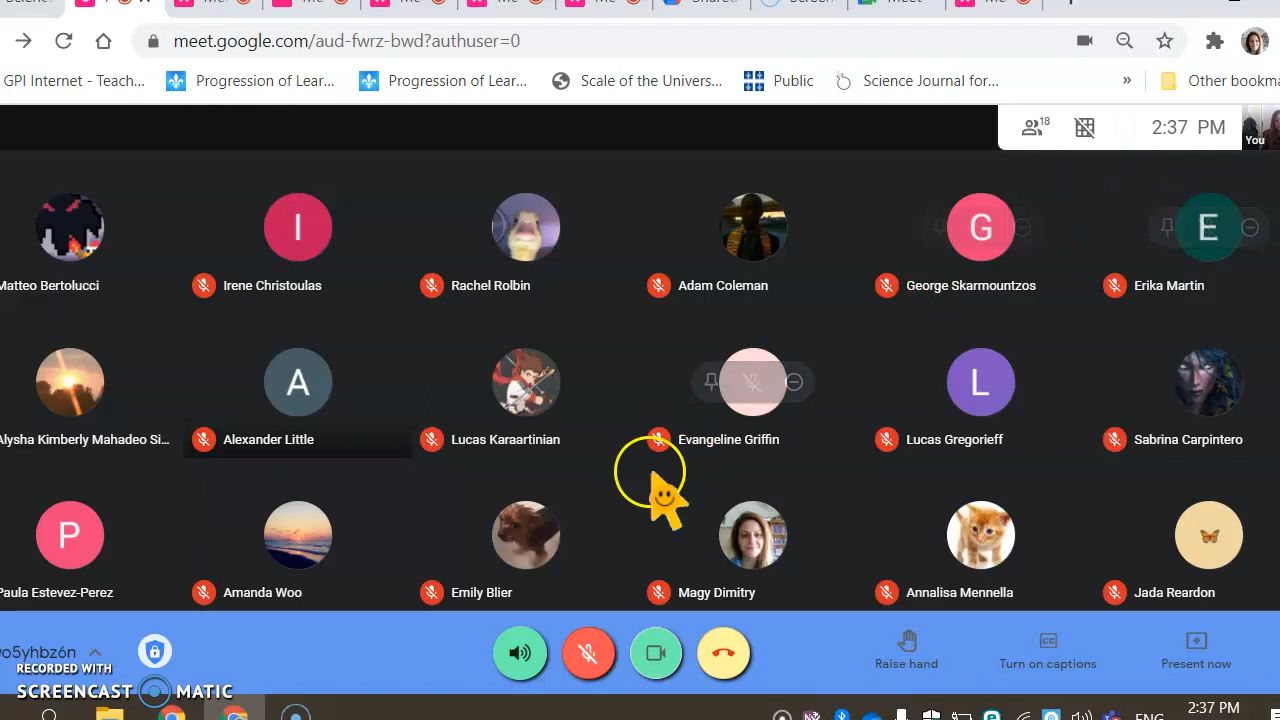 meet.google.com/aud-fwrz-bwd?authuser=0
GPI Internet - Teach... Progression of Lear... Progression of Lear... Scale of the Univers... Public Science Journal for... » Other bookma
18 2:37 PM You
I G E
Matteo Bertolucci Irene Christoulas Rachel Rolbin Adam Coleman George Skarmountzos Erika Martin
A L
Alysha Kimberly Mahadeo Si... Alexander Little Lucas Karaartinian Evangeline Griffin Lucas Gregorieff Sabrina Carpintero
P
Paula Estevez-Perez Amanda Woo Emily Blier Magy Dimitry Annalisa Mennella Jada Reardon
vo5yhbzón Raise hand Turn on captions Present now
RECORDED WITH
SCREENCAST MATIC
ENG 2:37 PM